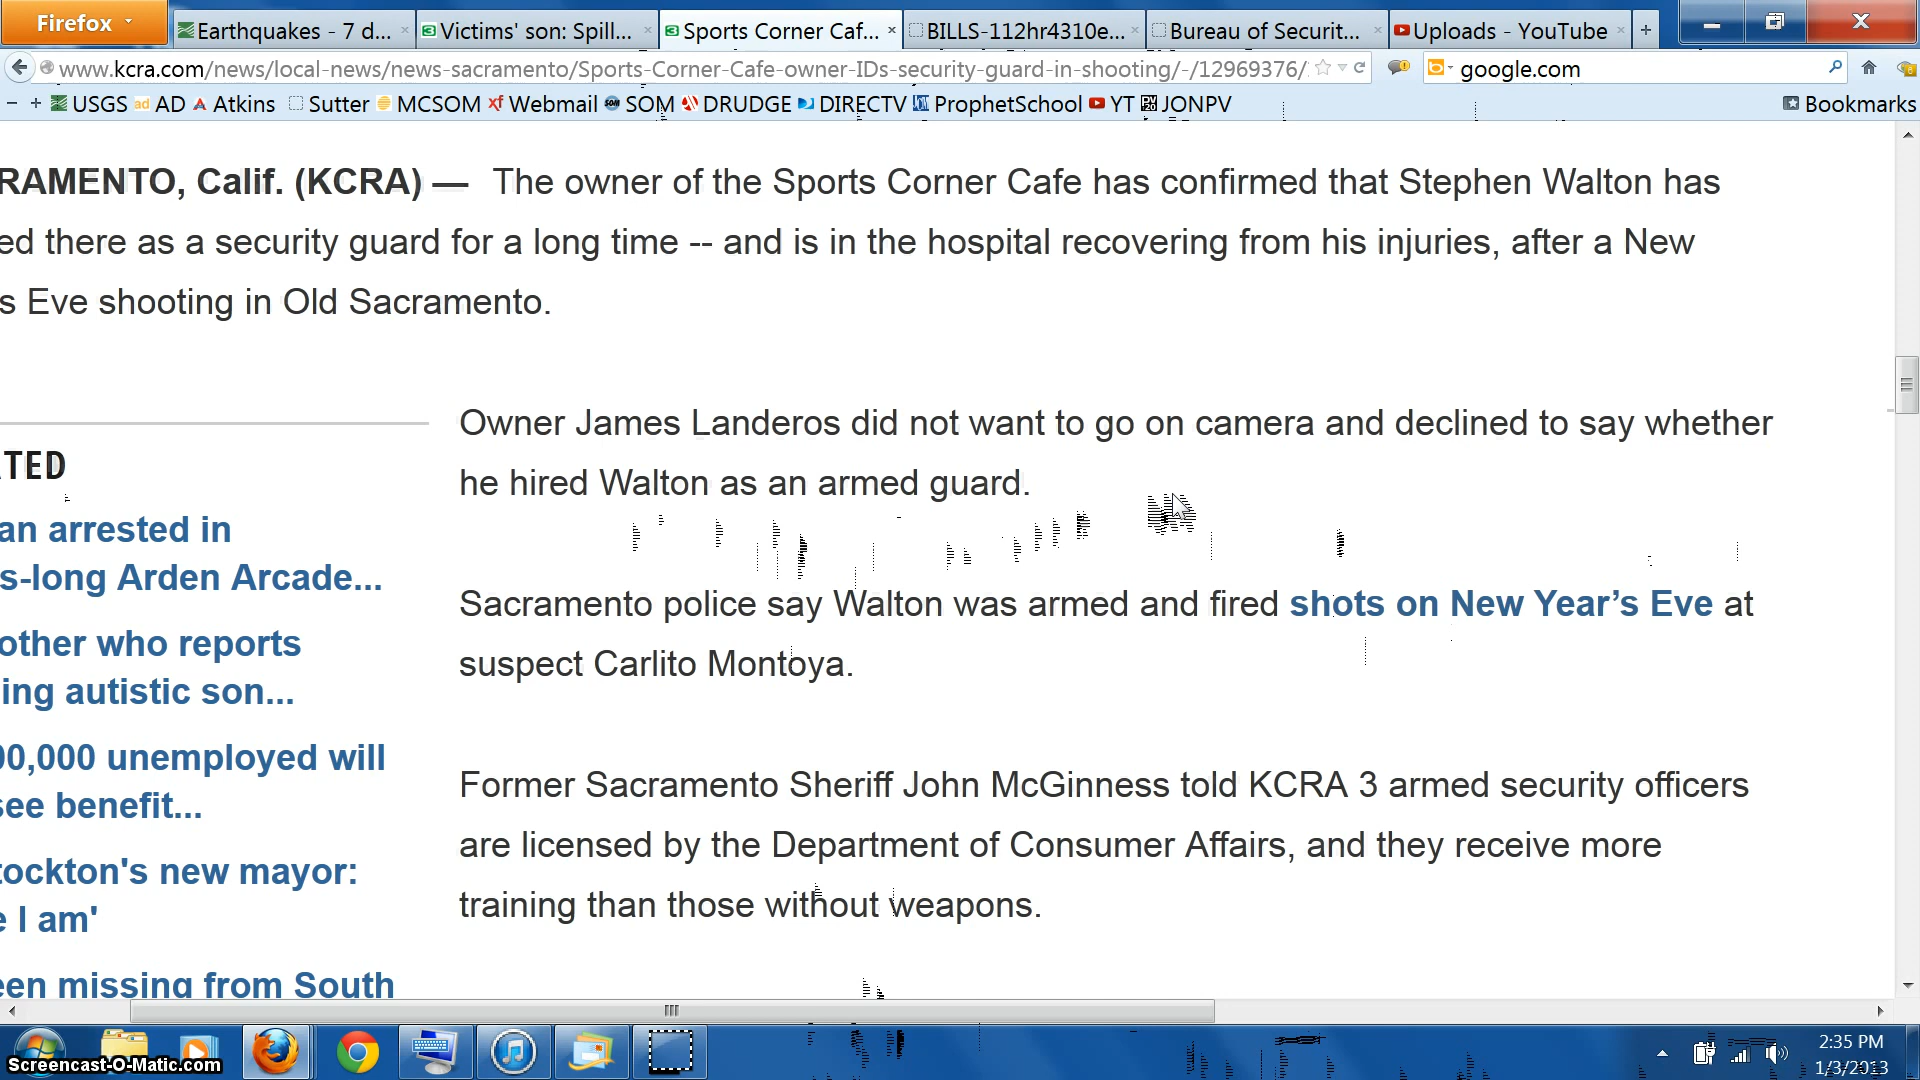 Firefox
Earthquakes - 7 d...
Victims' son: Spill...
Sports Corner Caf...
BILLS-112hr4310e...
Bureau of Securit...
Uploads - YouTube
www.kcra.com/news/local-news/news-sacramento/Sports-Corner-Cafe-owner-IDs-security-guard-in-shooting/-/12969376/
google.com
USGS AD Atkins Sutter MCSOM Webmail SOM DRUDGE DIRECTV ProphetSchool YT JONPV Bookmarks
RAMENTO, Calif. (KCRA) — The owner of the Sports Corner Cafe has confirmed that Stephen Walton has
ed there as a security guard for a long time -- and is in the hospital recovering from his injuries, after a New
s Eve shooting in Old Sacramento.
TED
an arrested in
s-long Arden Arcade...
other who reports
ing autistic son...
00,000 unemployed will
see benefit...
tockton's new mayor:
e I am'
een missing from South
Owner James Landeros did not want to go on camera and declined to say whether
he hired Walton as an armed guard.
Sacramento police say Walton was armed and fired shots on New Year's Eve at
suspect Carlito Montoya.
Former Sacramento Sheriff John McGinness told KCRA 3 armed security officers
are licensed by the Department of Consumer Affairs, and they receive more
training than those without weapons.
Screencast-O-Matic.com
2:35 PM
1/3/2013